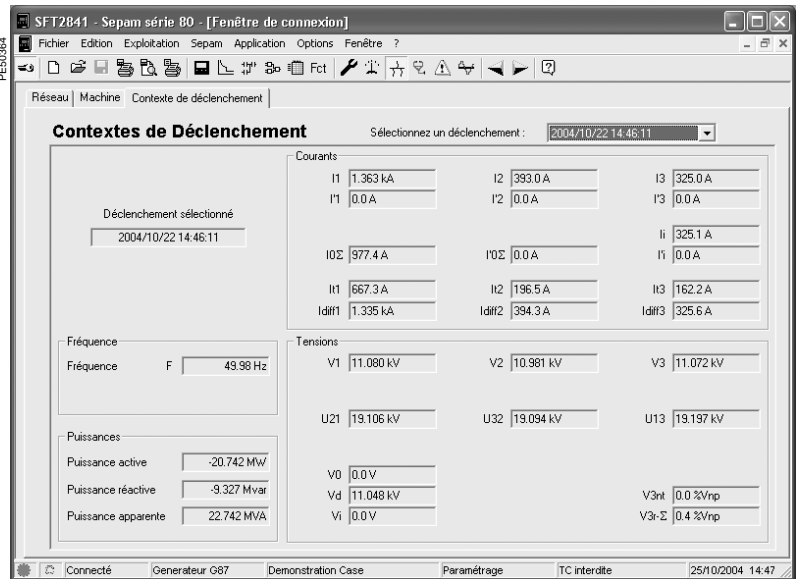 PE50364
SFT2841 - Sepam série 80 - [Fenêtre de connexion]
Fichier Edition Exploitation Sepam Application Options Fenêtre ?
Fct
Réseau Machine Contexte de déclenchement
Contextes de Déclenchement
Sélectionnez un déclenchement : 2004/10/22 14:46:11
Déclenchement sélectionné
2004/10/22 14:46:11
Courants
I1 1.363 kA I2 393.0 A I3 325.0 A
I'1 0.0 A I'2 0.0 A I'3 0.0 A
Ii 325.1 A
I0Σ 977.4 A I'0Σ 0.0 A I'i 0.0 A
It1 667.3 A It2 196.5 A It3 162.2 A
Idiff1 1.335 kA Idiff2 394.3 A Idiff3 325.6 A
Fréquence
Fréquence F 49.98 Hz
Puissances
Puissance active -20.742 MW
Puissance réactive -9.327 Mvar
Puissance apparente 22.742 MVA
Tensions
V1 11.080 kV V2 10.981 kV V3 11.072 kV
U21 19.106 kV U32 19.094 kV U13 19.197 kV
V0 0.0 V
Vd 11.048 kV V3nt 0.0 %Vnp
Vi 0.0 V V3r-Σ 0.4 %Vnp
Connecté Generateur G87 Demonstration Case Paramétrage TC interdite 25/10/2004 14:47